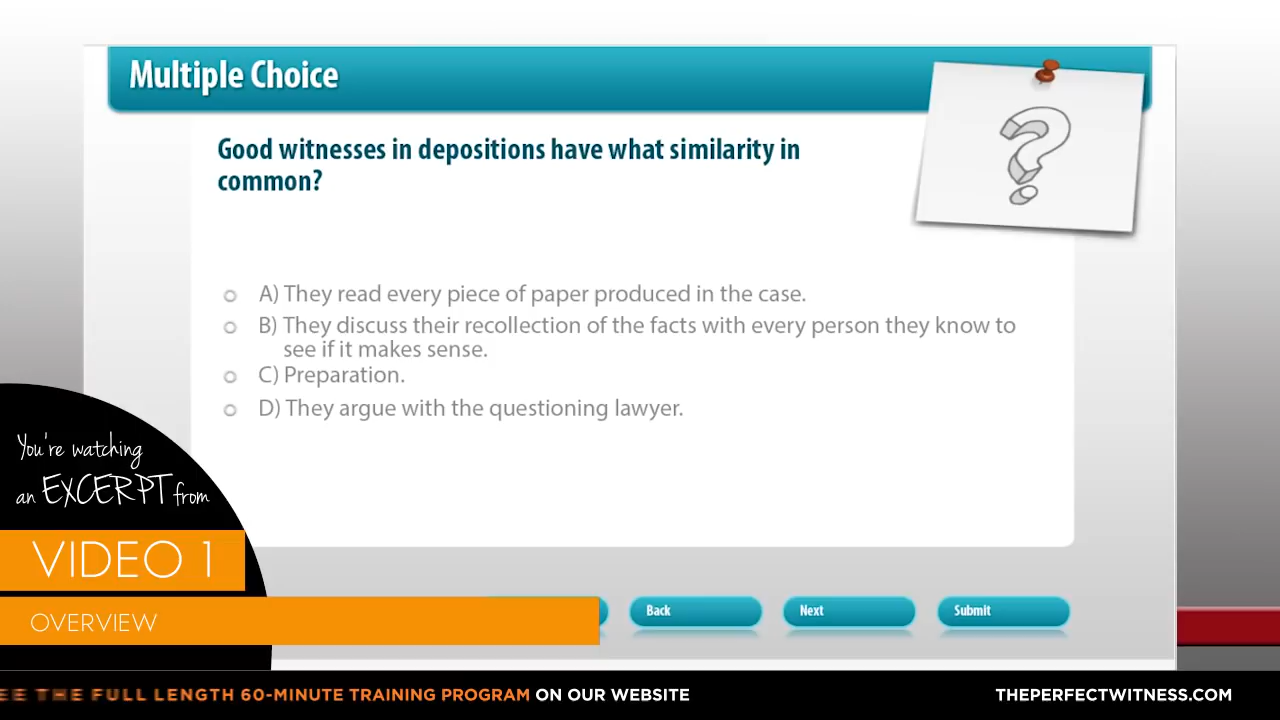 Multiple Choice
Good witnesses in depositions have what similarity in
common?
A) They read every piece of paper produced in the case.
B) They discuss their recollection of the facts with every person they know to
see if it makes sense.
C) Preparation.
D) They argue with the questioning lawyer.
You're watching
an EXCERPT from
VIDEO 1
OVERVIEW
Back
Next
Submit
THE FULL LENGTH 60-MINUTE TRAINING PROGRAM ON OUR WEBSITE
THEPERFECTWITNESS.COM